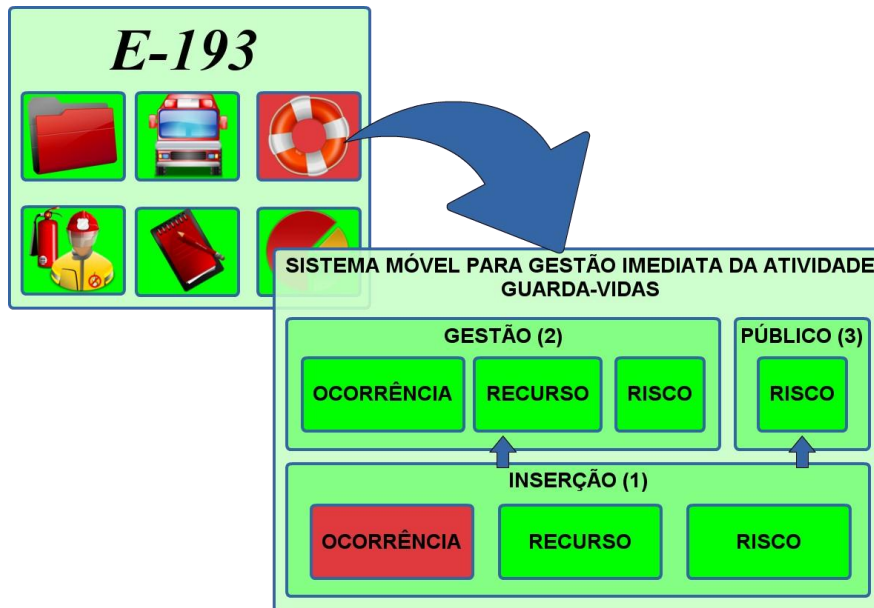 E-193
SISTEMA MÓVEL PARA GESTÃO IMEDIATA DA ATIVIDADE
GUARDA-VIDAS
GESTÃO (2)
OCORRÊNCIA RECURSO RISCO
PÚBLICO (3)
RISCO
INSERÇÃO (1)
OCORRÊNCIA RECURSO RISCO